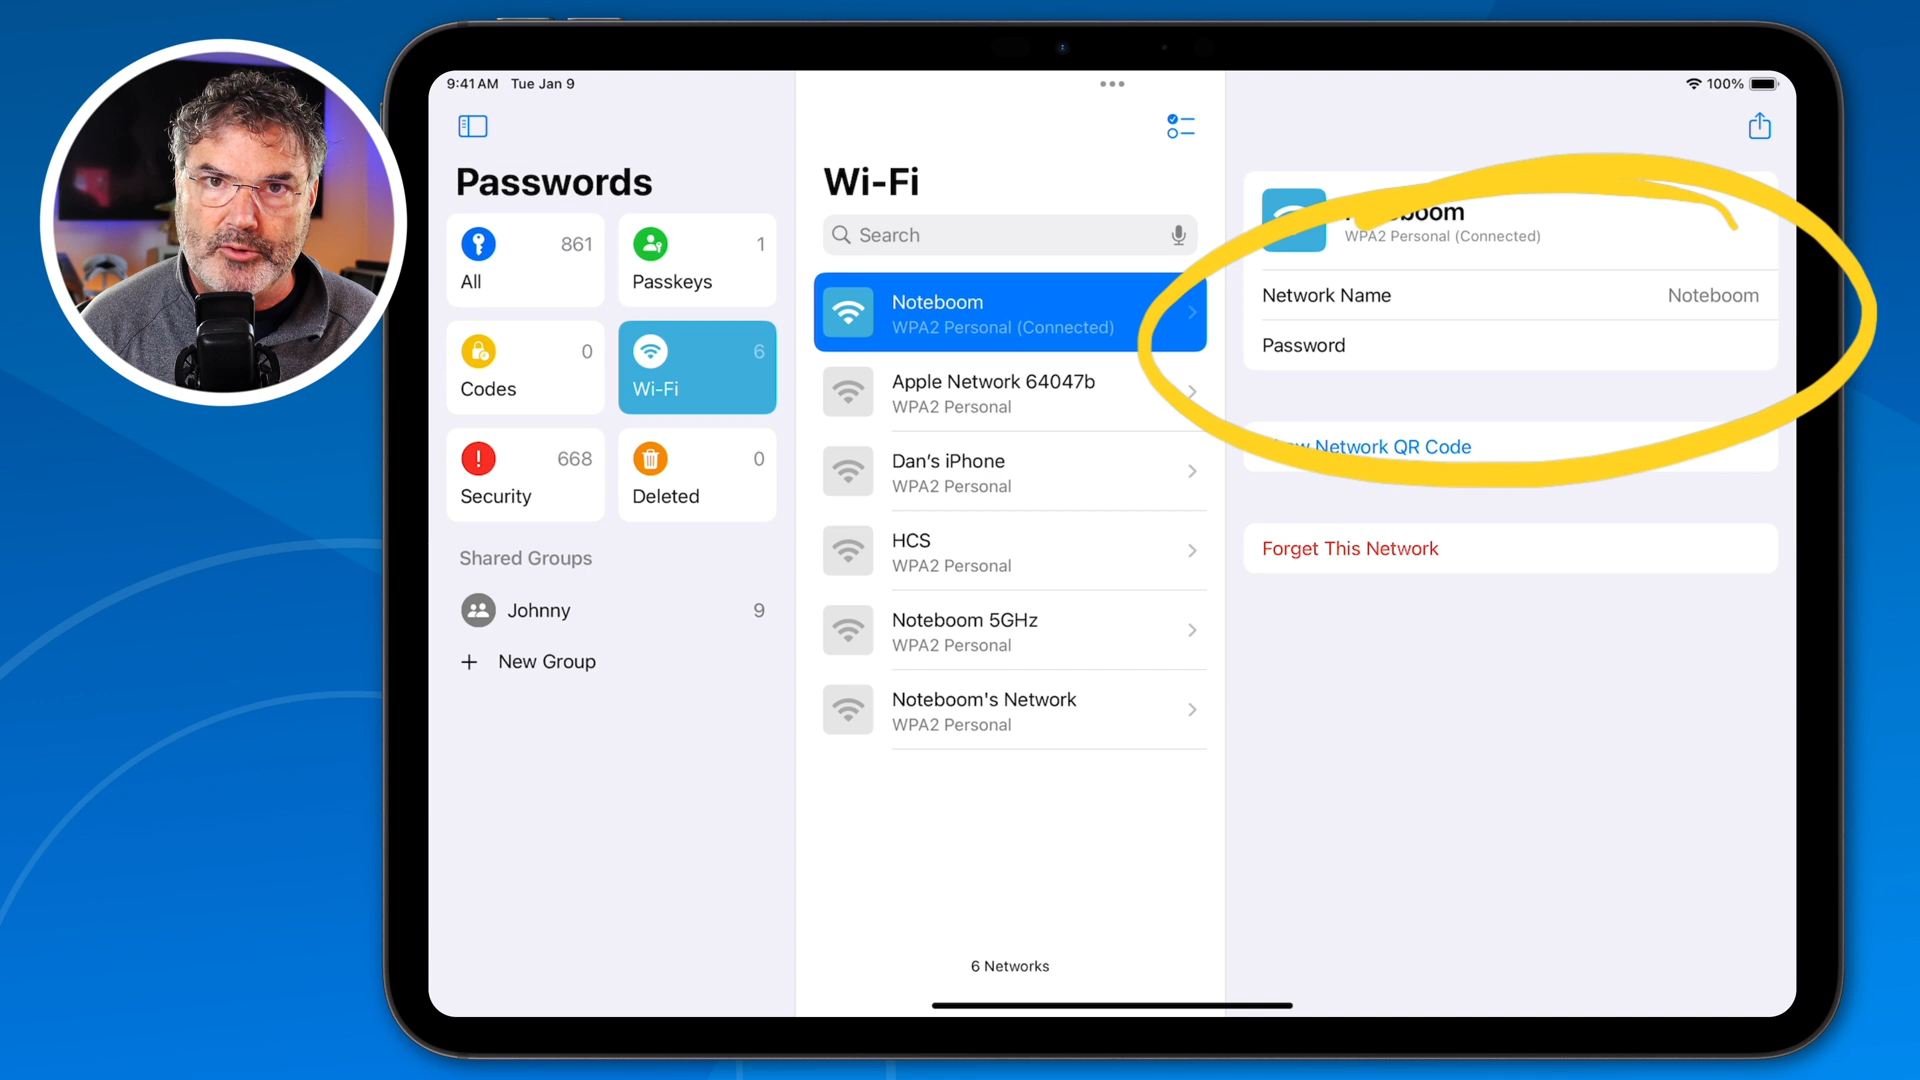 9:41 AM Tue Jan 9
100%
Passwords
861
All
1
Passkeys
0
Codes
6
Wi-Fi
668
Security
0
Deleted
Shared Groups
Johnny 9
+ New Group
Wi-Fi
Search
Noteboom
WPA2 Personal (Connected)
Apple Network 64047b
WPA2 Personal
Dan’s iPhone
WPA2 Personal
HCS
WPA2 Personal
Noteboom 5GHz
WPA2 Personal
Noteboom's Network
WPA2 Personal
6 Networks
WPA2 Personal (Connected)
Network Name Noteboom
Password
Network QR Code
Forget This Network